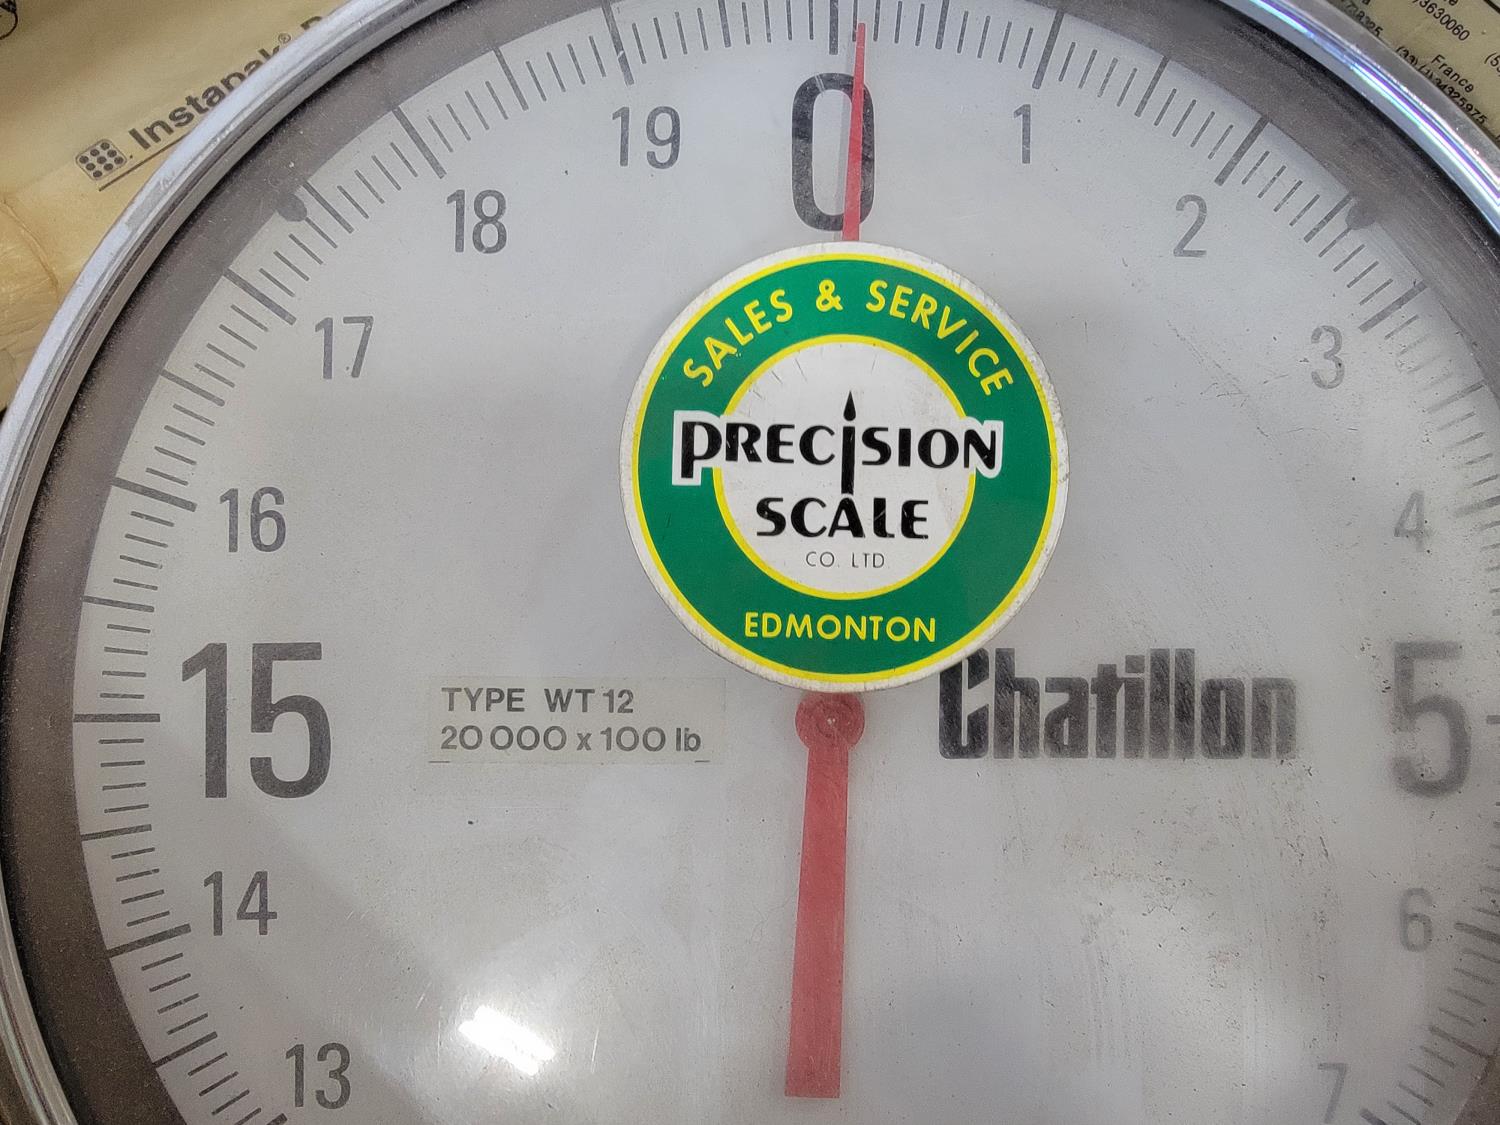 Instapak®
France
3630060
19
0
1
18
2
17
3
SALES & SERVICE
PRECISION
SCALE
CO. LTD
EDMONTON
16
4
15
TYPE WT 12
20 000 x 100 lb
Chatillon
5
14
6
13
7